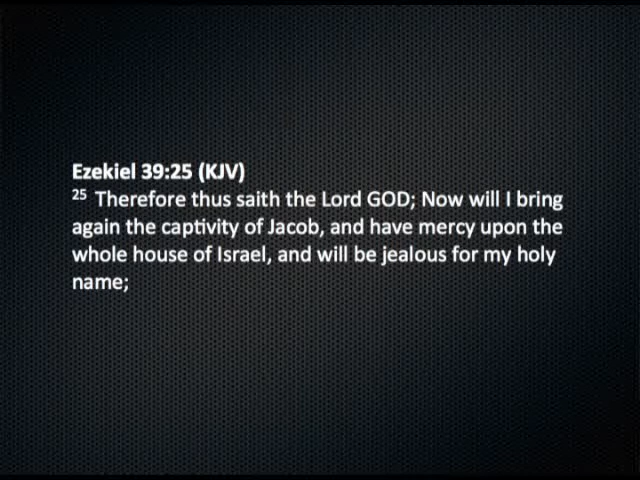 Ezekiel 39:25 (KJV)
25 Therefore thus saith the Lord GOD; Now will I bring
again the captivity of Jacob, and have mercy upon the
whole house of Israel, and will be jealous for my holy
name;